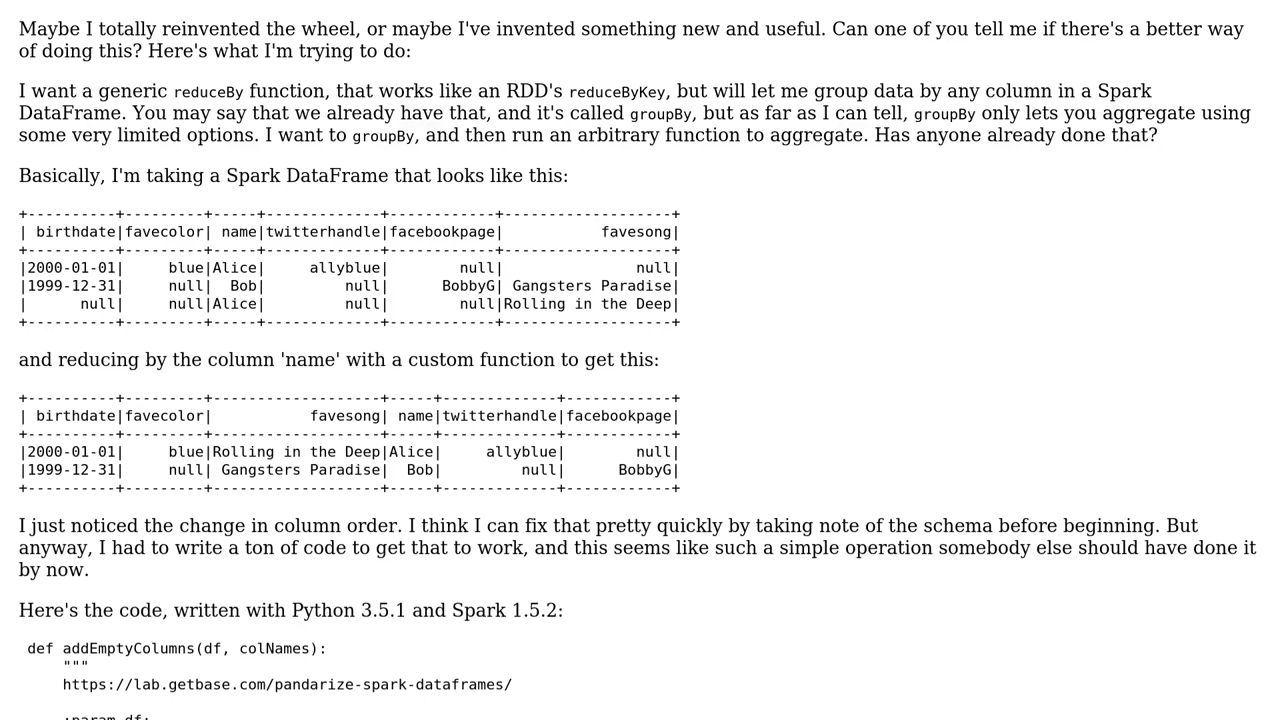 Maybe I totally reinvented the wheel, or maybe I've invented something new and useful. Can one of you tell me if there's a better way
of doing this? Here's what I'm trying to do:
I want a generic reduceBy function, that works like an RDD's reduceByKey, but will let me group data by any column in a Spark
DataFrame. You may say that we already have that, and it's called groupBy, but as far as I can tell, groupBy only lets you aggregate using
some very limited options. I want to groupBy, and then run an arbitrary function to aggregate. Has anyone already done that?
Basically, I'm taking a Spark DataFrame that looks like this:
+----------+---------+-----+-------------+------------+-------------------+
| birthdate|favecolor| name|twitterhandle|facebookpage|           favesong|
+----------+---------+-----+-------------+------------+-------------------+
|2000-01-01|     blue|Alice|     allyblue|        null|               null|
|1999-12-31|     null|  Bob|         null|      BobbyG| Gangsters Paradise|
|      null|     null|Alice|         null|        null|Rolling in the Deep|
+----------+---------+-----+-------------+------------+-------------------+
and reducing by the column 'name' with a custom function to get this:
+----------+---------+-------------------+-----+-------------+------------+
| birthdate|favecolor|           favesong| name|twitterhandle|facebookpage|
+----------+---------+-------------------+-----+-------------+------------+
|2000-01-01|     blue|Rolling in the Deep|Alice|     allyblue|        null|
|1999-12-31|     null| Gangsters Paradise|  Bob|         null|      BobbyG|
+----------+---------+-------------------+-----+-------------+------------+
I just noticed the change in column order. I think I can fix that pretty quickly by taking note of the schema before beginning. But
anyway, I had to write a ton of code to get that to work, and this seems like such a simple operation somebody else should have done it
by now.
Here's the code, written with Python 3.5.1 and Spark 1.5.2:
def addEmptyColumns(df, colNames):
    """
    https://lab.getbase.com/pandarize-spark-dataframes/
    :param df: